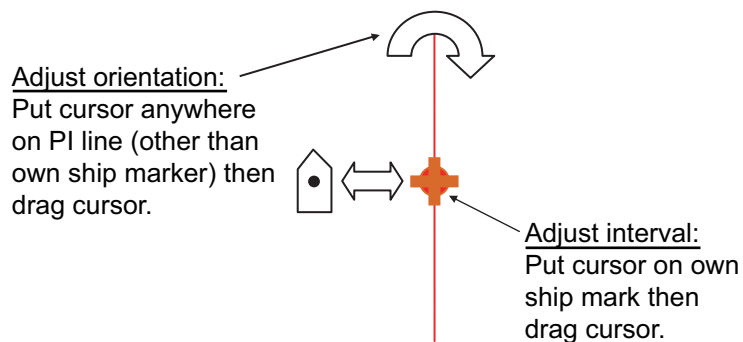 Adjust orientation:
Put cursor anywhere
on PI line (other than
own ship marker) then
drag cursor.
Adjust interval:
Put cursor on own
ship mark then
drag cursor.